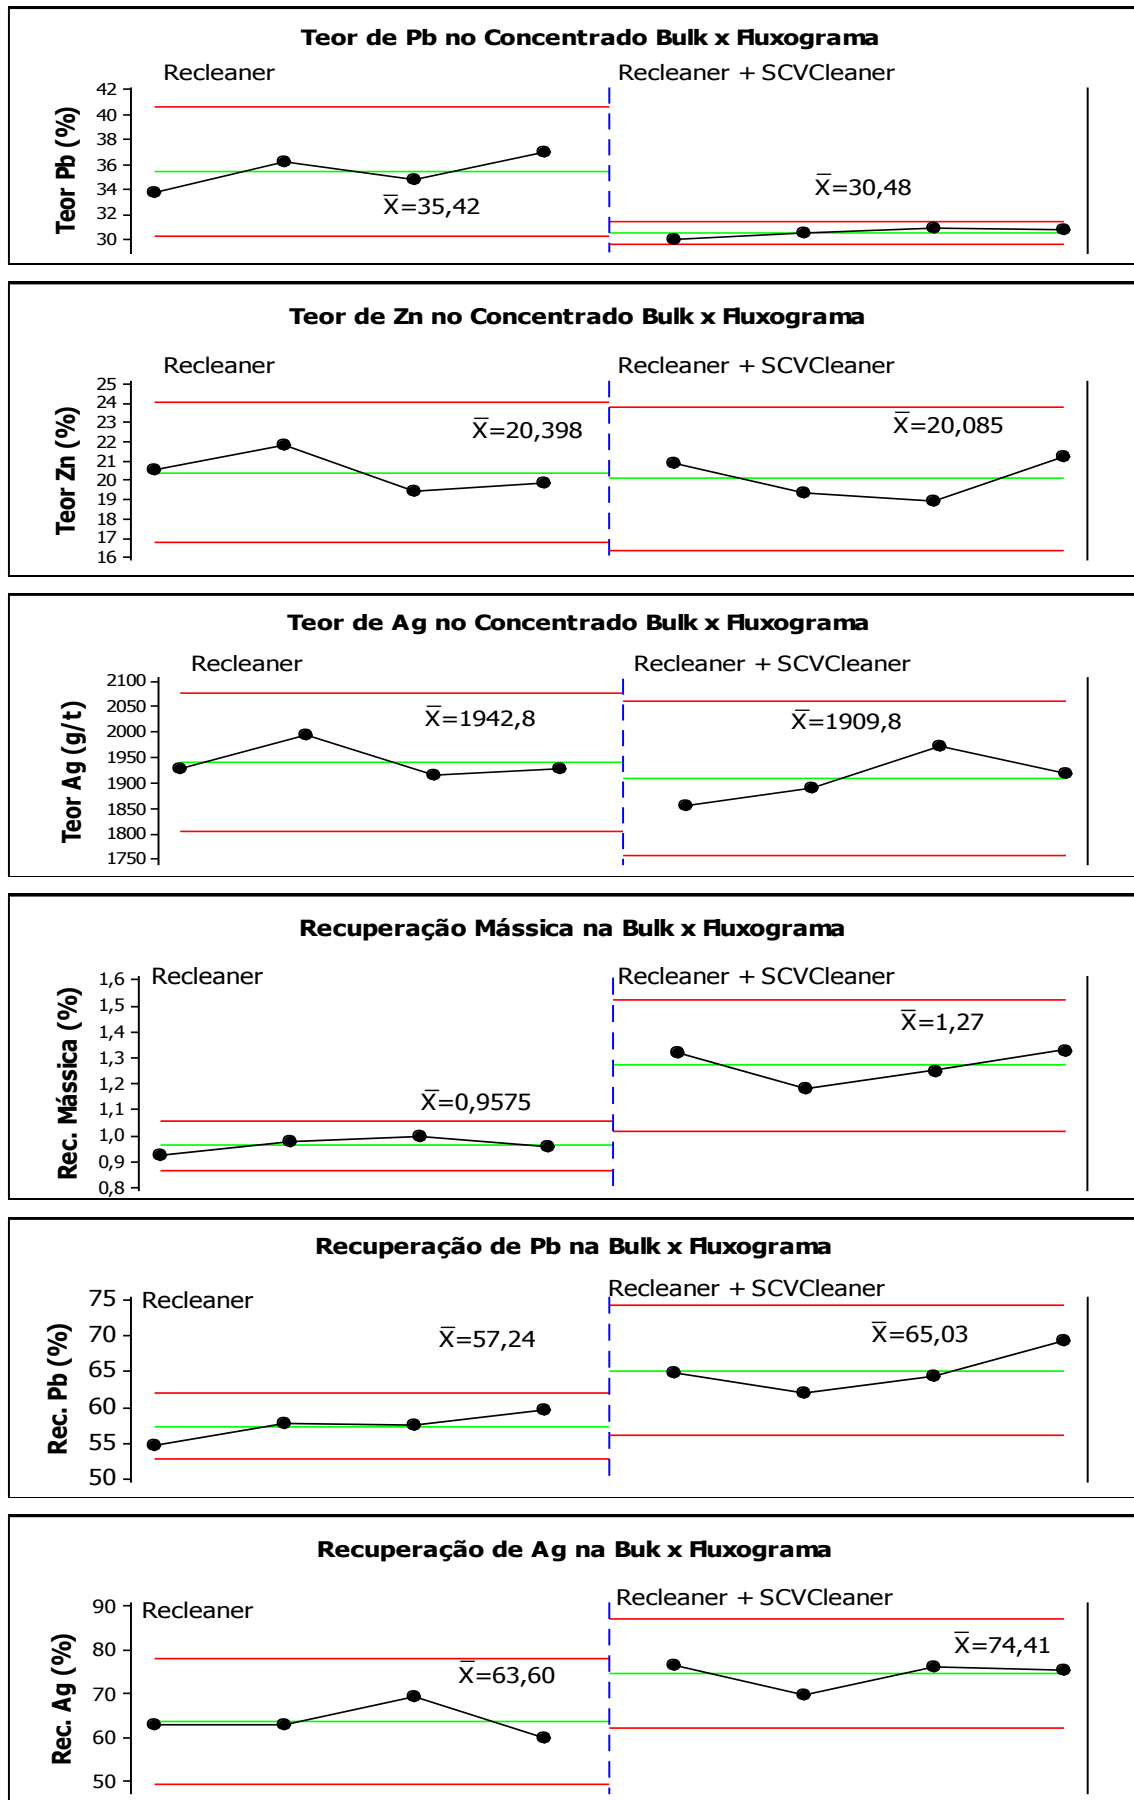 Teor de Pb no Concentrado Bulk x Fluxograma
Recleaner
Recleaner + SCVCleaner
Teor Pb (%)
42
40
38
36
34
32
30
X̅=35,42
X̅=30,48
Teor de Zn no Concentrado Bulk x Fluxograma
Recleaner
Recleaner + SCVCleaner
Teor Zn (%)
25
24
23
22
21
20
19
18
17
16
X̅=20,398
X̅=20,085
Teor de Ag no Concentrado Bulk x Fluxograma
Recleaner
Recleaner + SCVCleaner
Teor Ag (g/t)
2100
2050
2000
1950
1900
1850
1800
1750
X̅=1942,8
X̅=1909,8
Recuperação Mássica na Bulk x Fluxograma
Recleaner
Recleaner + SCVCleaner
Rec. Mássica (%)
1,6
1,5
1,4
1,3
1,2
1,1
1,0
0,9
0,8
X̅=0,9575
X̅=1,27
Recuperação de Pb na Bulk x Fluxograma
Recleaner
Recleaner + SCVCleaner
Rec. Pb (%)
75
70
65
60
55
50
X̅=57,24
X̅=65,03
Recuperação de Ag na Buk x Fluxograma
Recleaner
Recleaner + SCVCleaner
Rec. Ag (%)
90
80
70
60
50
X̅=63,60
X̅=74,41